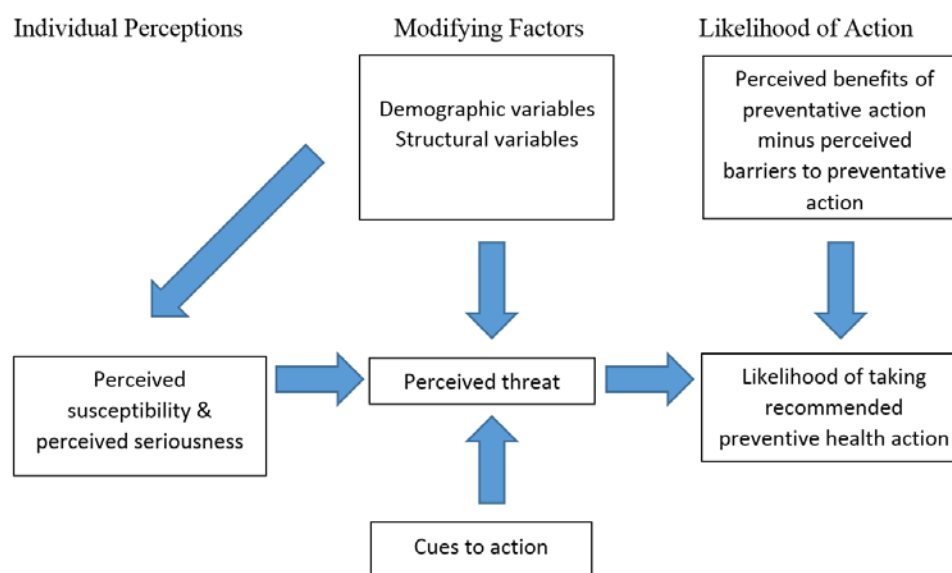 Individual Perceptions
Modifying Factors
Likelihood of Action
Demographic variables
Structural variables
Perceived benefits of
preventative action
minus perceived
barriers to preventative
action
Perceived
susceptibility &
perceived seriousness
Perceived threat
Likelihood of taking
recommended
preventive health action
Cues to action